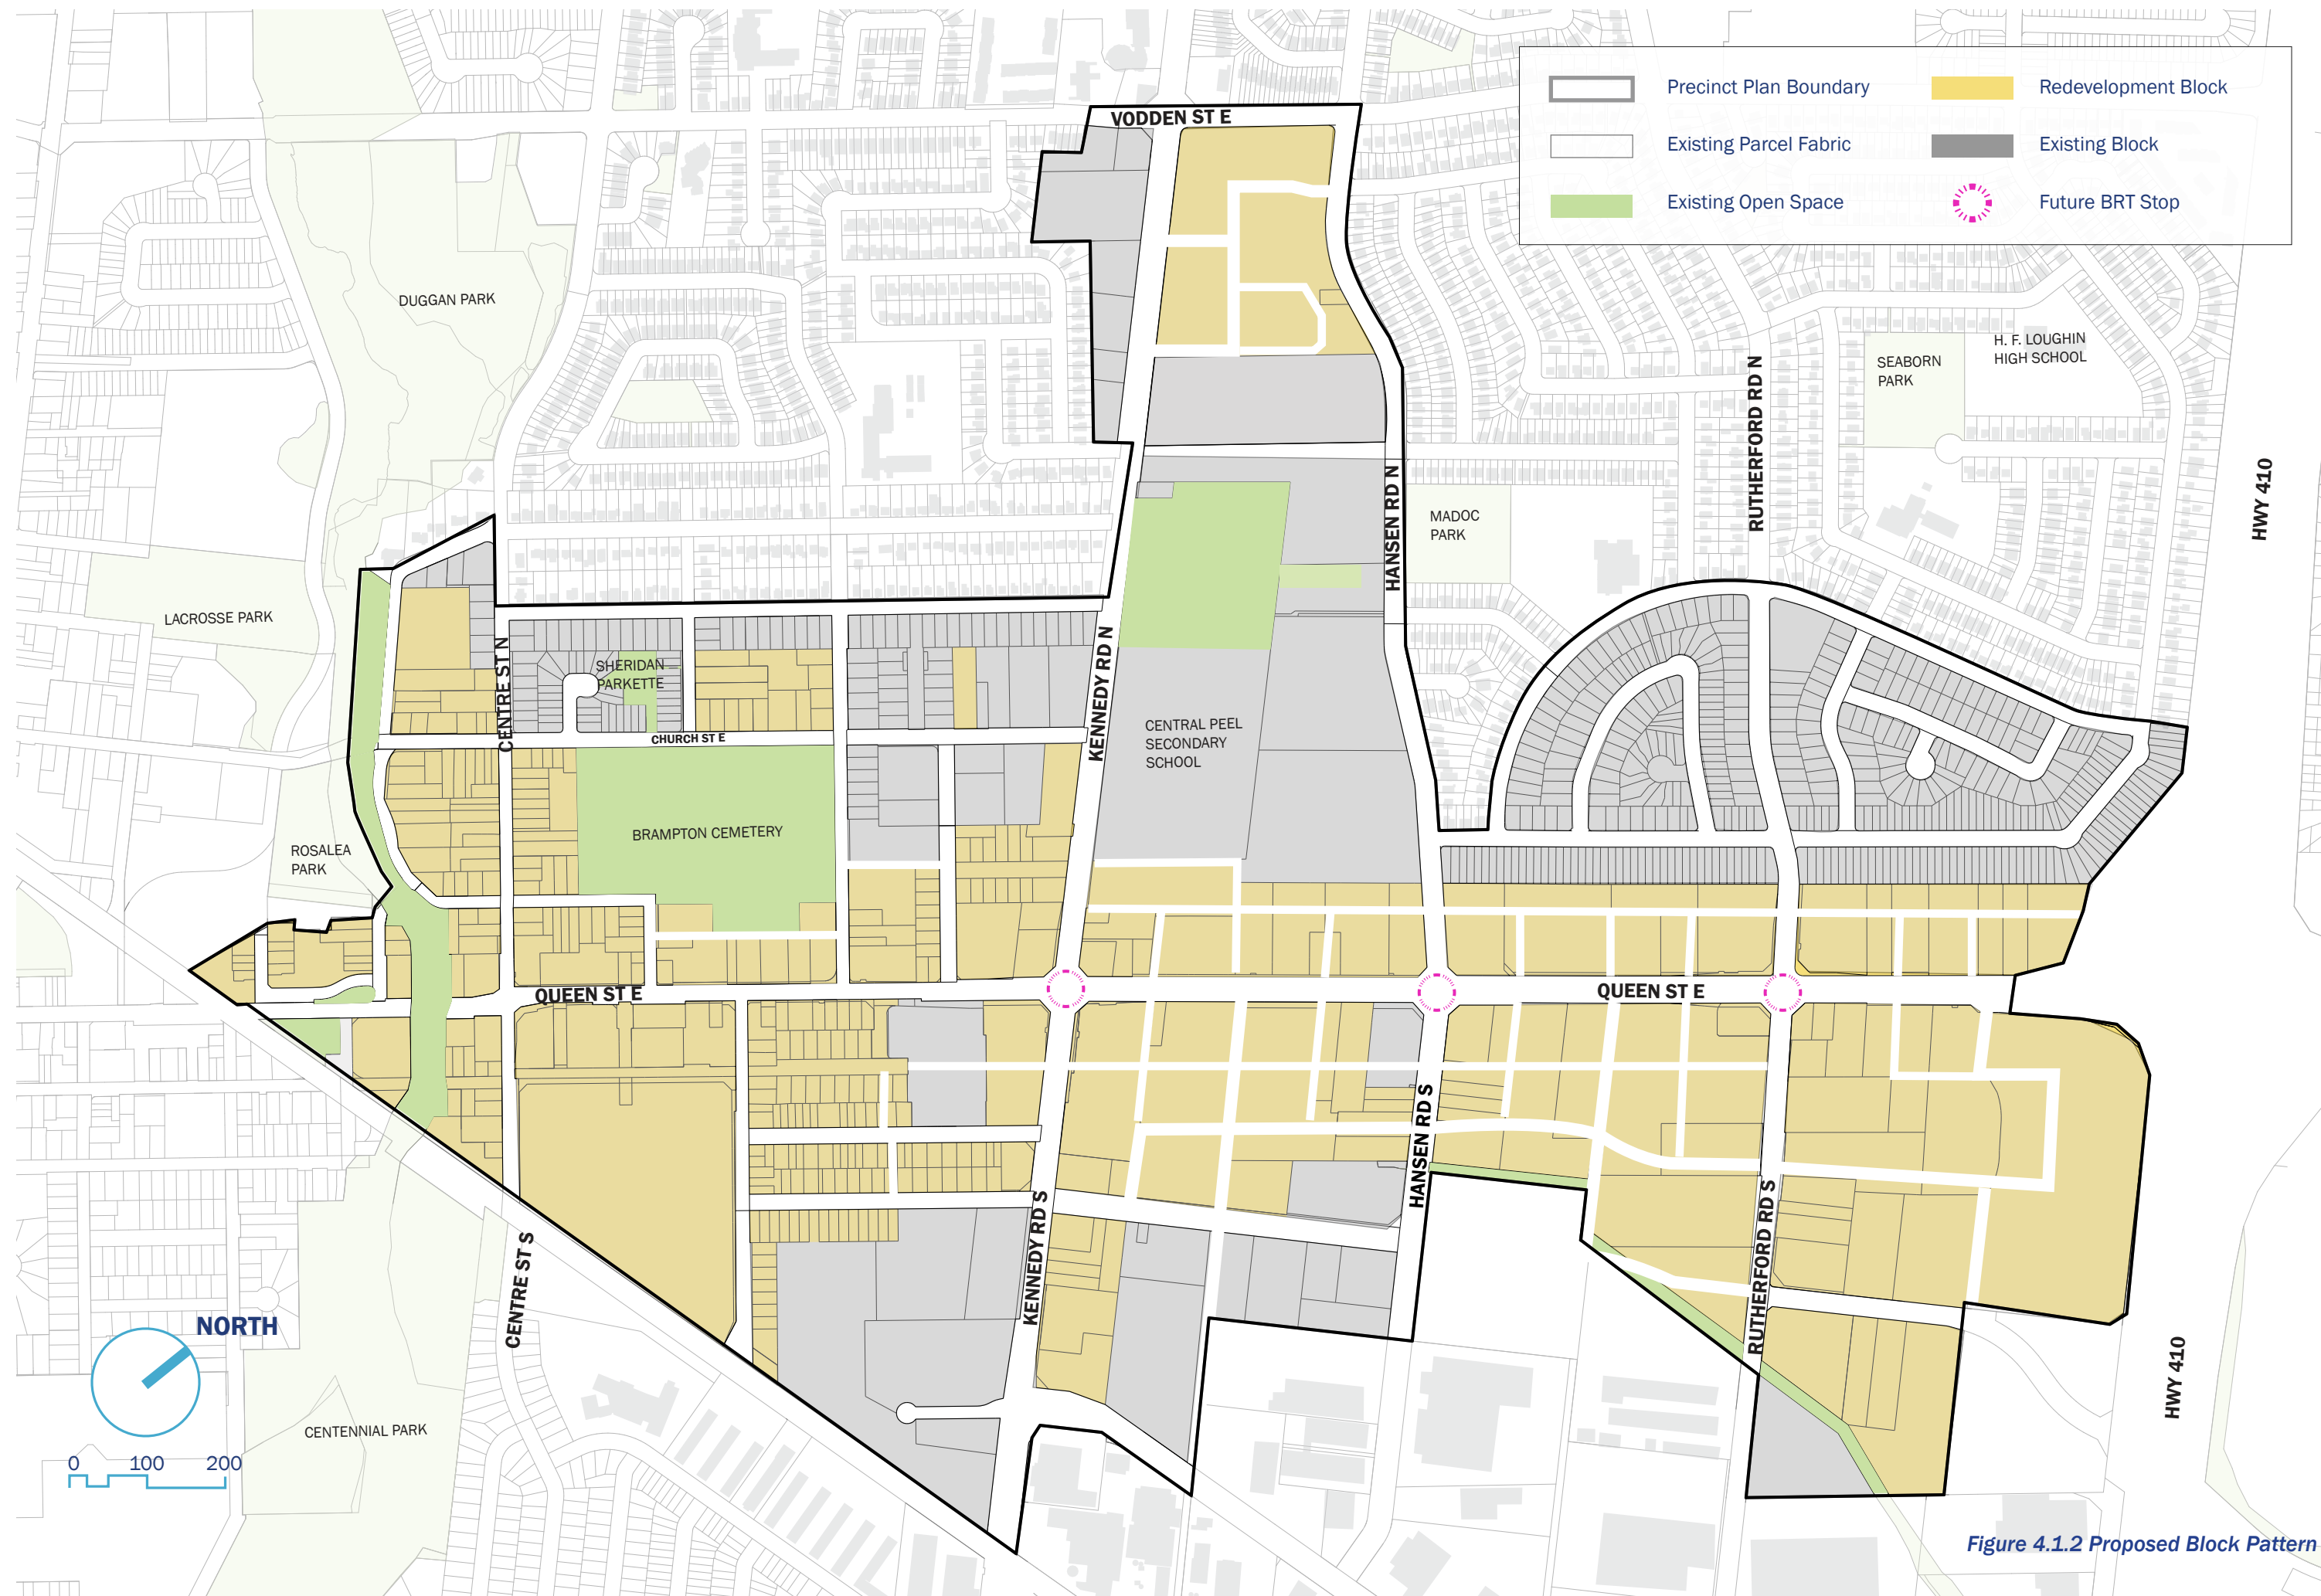 VODDEN ST E
Precinct Plan Boundary
Redevelopment Block
Existing Parcel Fabric
Existing Block
Existing Open Space
Future BRT Stop
DUGGAN PARK
H. F. LOUGHIN
HIGH SCHOOL
SEABORN
PARK
RUTHERFORD RD N
HWY 410
HANSEN RD N
MADOC
PARK
LACROSSE PARK
CENTRE ST N
SHERIDAN
PARKETTE
KENNEDY RD N
CHURCH ST E
CENTRAL PEEL
SECONDARY
SCHOOL
BRAMPTON CEMETERY
ROSALEA
PARK
QUEEN ST E
QUEEN ST E
HANSEN RD S
KENNEDY RD S
RUTHERFORD RD S
CENTRE ST S
HWY 410
NORTH
CENTENNIAL PARK
0 100 200
Figure 4.1.2 Proposed Block Pattern